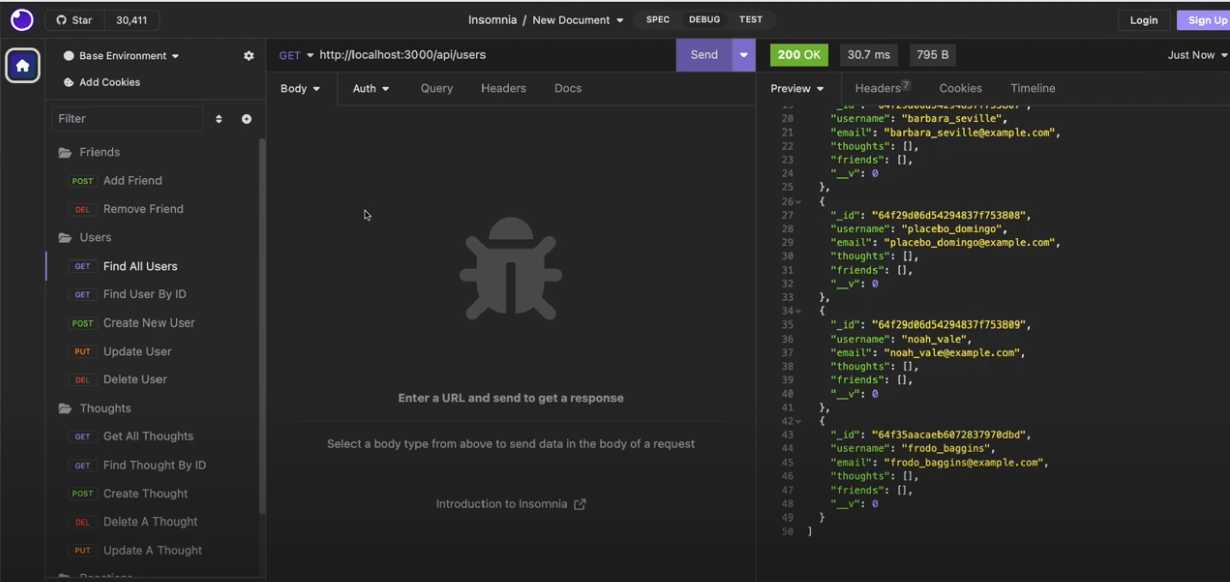 Star 30,411 Insomnia / New Document SPEC DEBUG TEST Login Sign Up
Base Environment
Add Cookies
Filter
Friends
POST Add Friend
DEL Remove Friend
Users
GET Find All Users
GET Find User By ID
POST Create New User
PUT Update User
DEL Delete User
Thoughts
GET Get All Thoughts
GET Find Thought By ID
POST Create Thought
DEL Delete A Thought
PUT Update A Thought
GET http://localhost:3000/api/users Send
Body Auth Query Headers Docs
Enter a URL and send to get a response
Select a body type from above to send data in the body of a request
Introduction to Insomnia
200 OK 30.7 ms 795 B Just Now
Preview Headers 7 Cookies Timeline
20 "username": "barbara_seville",
21 "email": "barbara_seville@example.com",
22 "thoughts": [],
23 "friends": [],
24 "__v": 0
25 },
26 {
27 "_id": "64f29d06d54294837f753808",
28 "username": "placebo_domingo",
29 "email": "placebo_domingo@example.com",
30 "thoughts": [],
31 "friends": [],
32 "__v": 0
33 },
34 {
35 "_id": "64f29d06d54294837f753809",
36 "username": "noah_vale",
37 "email": "noah_vale@example.com",
38 "thoughts": [],
39 "friends": [],
40 "__v": 0
41 },
42 {
43 "_id": "64f35aacaeb6072837970dbd",
44 "username": "frodo_baggins",
45 "email": "frodo_baggins@example.com",
46 "thoughts": [],
47 "friends": [],
48 "__v": 0
49 }
50 ]